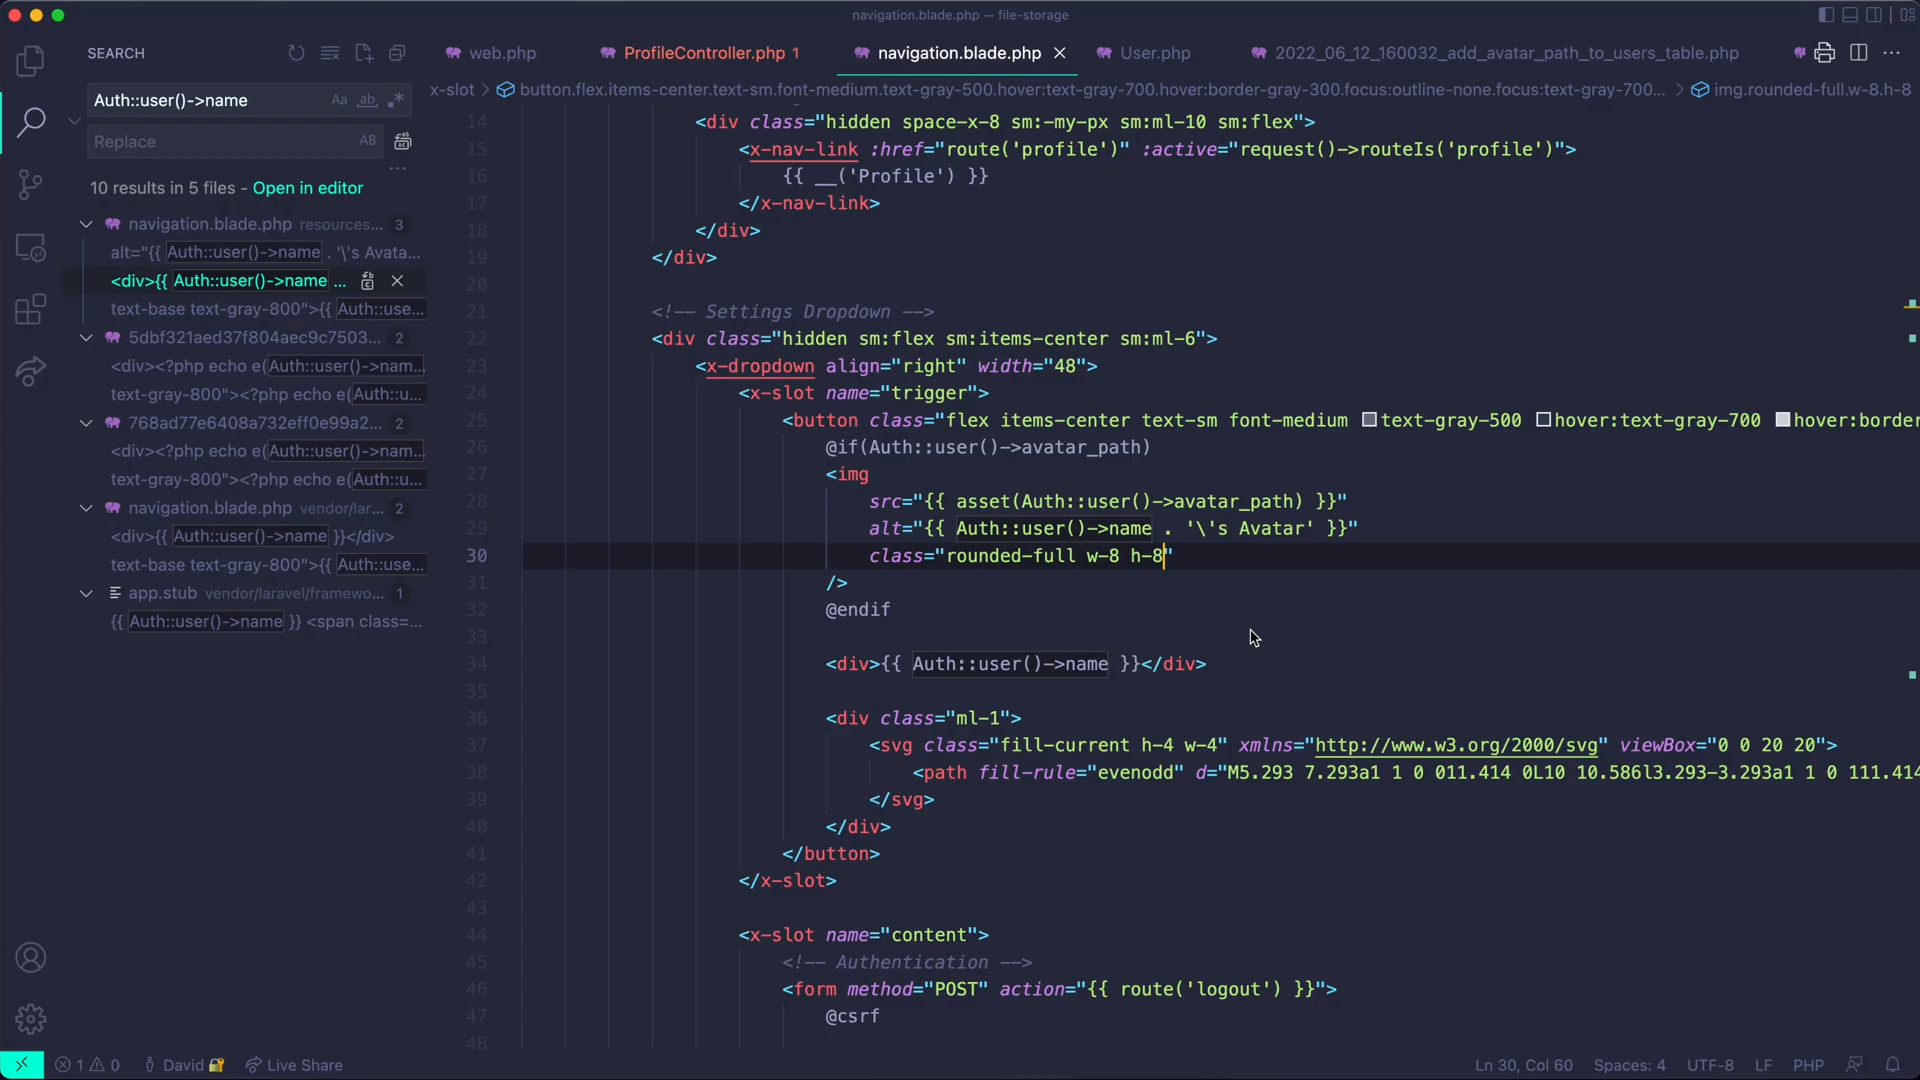 navigation.blade.php — file-storage
SEARCH
web.php
ProfileController.php 1
navigation.blade.php
User.php
2022_06_12_160032_add_avatar_path_to_users_table.php
Auth::user()->name
Aa
ab
Replace
AB
10 results in 5 files - Open in editor
navigation.blade.php resources... 3
alt="{{ Auth::user()->name . '\'s Avata...
<div>{{ Auth::user()->name ...
text-base text-gray-800">{{ Auth::use...
5dbf321aed37f804aec9c7503... 2
<div><?php echo e(Auth::user()->nam...
text-gray-800"><?php echo e(Auth::u...
768ad77e6408a732eff0e99a2... 2
<div><?php echo e(Auth::user()->nam...
text-gray-800"><?php echo e(Auth::u...
navigation.blade.php vendor/lar... 2
<div>{{ Auth::user()->name }}</div>
text-base text-gray-800">{{ Auth::use...
app.stub vendor/laravel/framewo... 1
{{ Auth::user()->name }} <span class=...
x-slot > button.flex.items-center.text-sm.font-medium.text-gray-500.hover:text-gray-700.hover:border-gray-300.focus:outline-none.focus:text-gray-700... > img.rounded-full.w-8.h-8
14 <div class="hidden space-x-8 sm:-my-px sm:ml-10 sm:flex">
15 <x-nav-link :href="route('profile')" :active="request()->routeIs('profile')">
16 {{ __('Profile') }}
17 </x-nav-link>
18 </div>
19 </div>
20
21 <!-- Settings Dropdown -->
22 <div class="hidden sm:flex sm:items-center sm:ml-6">
23 <x-dropdown align="right" width="48">
24 <x-slot name="trigger">
25 <button class="flex items-center text-sm font-medium text-gray-500 hover:text-gray-700 hover:border
26 @if(Auth::user()->avatar_path)
27 <img
28 src="{{ asset(Auth::user()->avatar_path) }}"
29 alt="{{ Auth::user()->name . '\'s Avatar' }}"
30 class="rounded-full w-8 h-8"
31 />
32 @endif
33
34 <div>{{ Auth::user()->name }}</div>
35
36 <div class="ml-1">
37 <svg class="fill-current h-4 w-4" xmlns="http://www.w3.org/2000/svg" viewBox="0 0 20 20">
38 <path fill-rule="evenodd" d="M5.293 7.293a1 1 0 011.414 0L10 10.586l3.293-3.293a1 1 0 111.414
39 </svg>
40 </div>
41 </button>
42 </x-slot>
43
44 <x-slot name="content">
45 <!-- Authentication -->
46 <form method="POST" action="{{ route('logout') }}">
47 @csrf
48
1 0 David Live Share
Ln 30, Col 60 Spaces: 4 UTF-8 LF PHP